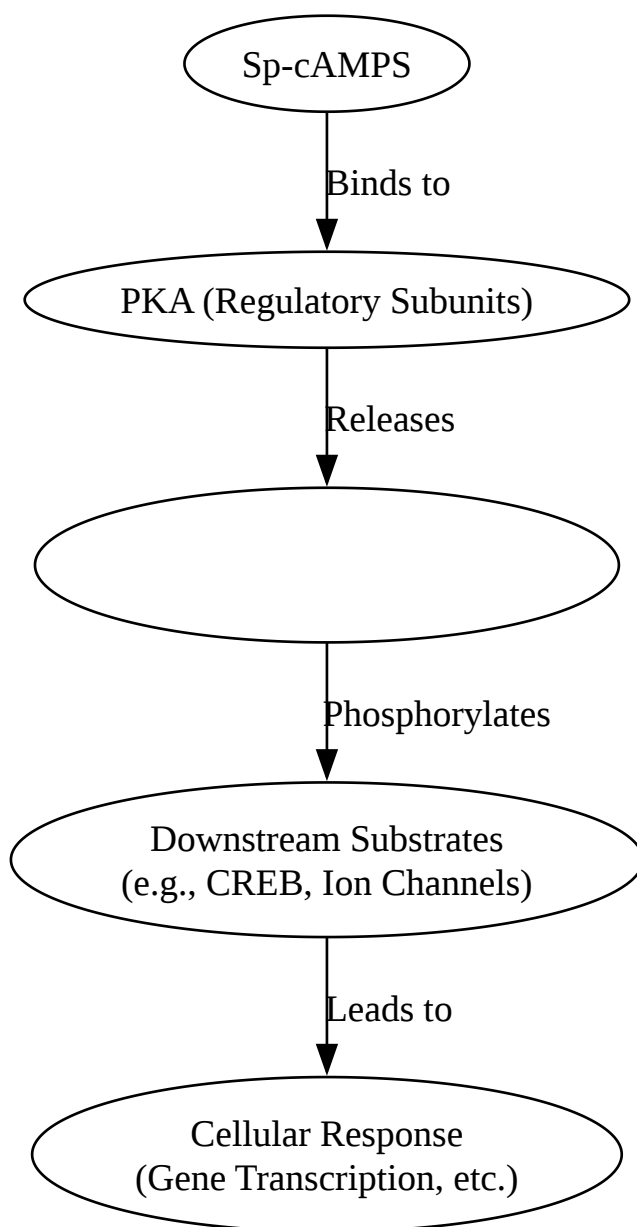 Sp-cAMPS
Binds to
PKA (Regulatory Subunits)
Releases
Phosphorylates
Downstream Substrates
(e.g., CREB, Ion Channels)
Leads to
Cellular Response
(Gene Transcription, etc.)